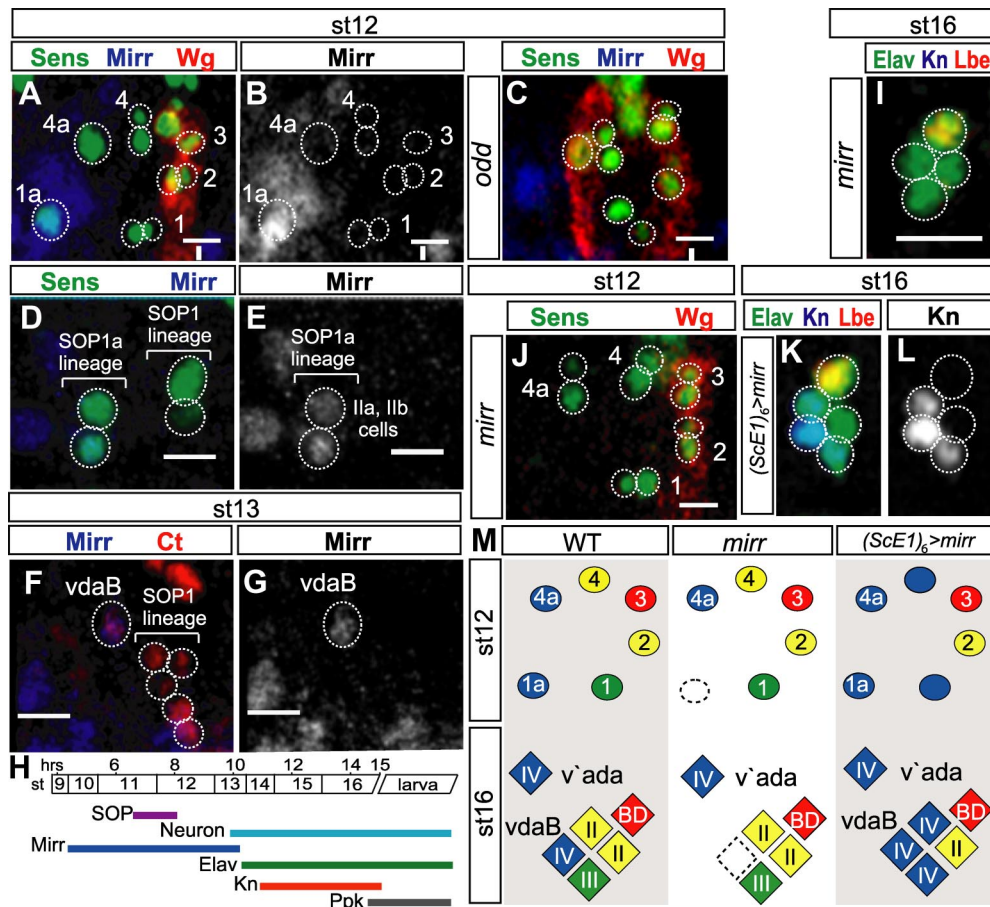 st12
st16
Sens Mirr Wg
Mirr
Sens Mirr Wg
Elav Kn Lbe
A
4
4a
3
2
1a
1
B
4
4a
3
2
1a
1
odd
C
mirr
I
Sens Mirr
Mirr
st12
st16
Sens Wg
Elav Kn Lbe
Kn
D
SOP1a
lineage
SOP1
lineage
E
SOP1a
lineage
IIa, IIb
cells
mirr
J
4
4a
3
2
1
(ScE1)6>mirr
K
L
st13
Mirr Ct
Mirr
F
vdaB
SOP1
lineage
G
vdaB
H
hrs 6 8 10 12 14 15
st 9 10 11 12 13 14 15 16 larva
SOP
Neuron
Mirr
Elav
Kn
Ppk
M
WT
mirr
(ScE1)6>mirr
st12
4
4a
3
2
1a
1
4
4a
3
2
1
4a
3
2
1a
st16
IV v`ada
vdaB
BD
II
IV
II
III
IV v`ada
BD
II
II
III
IV v`ada
vdaB
BD
IV
IV
II
IV